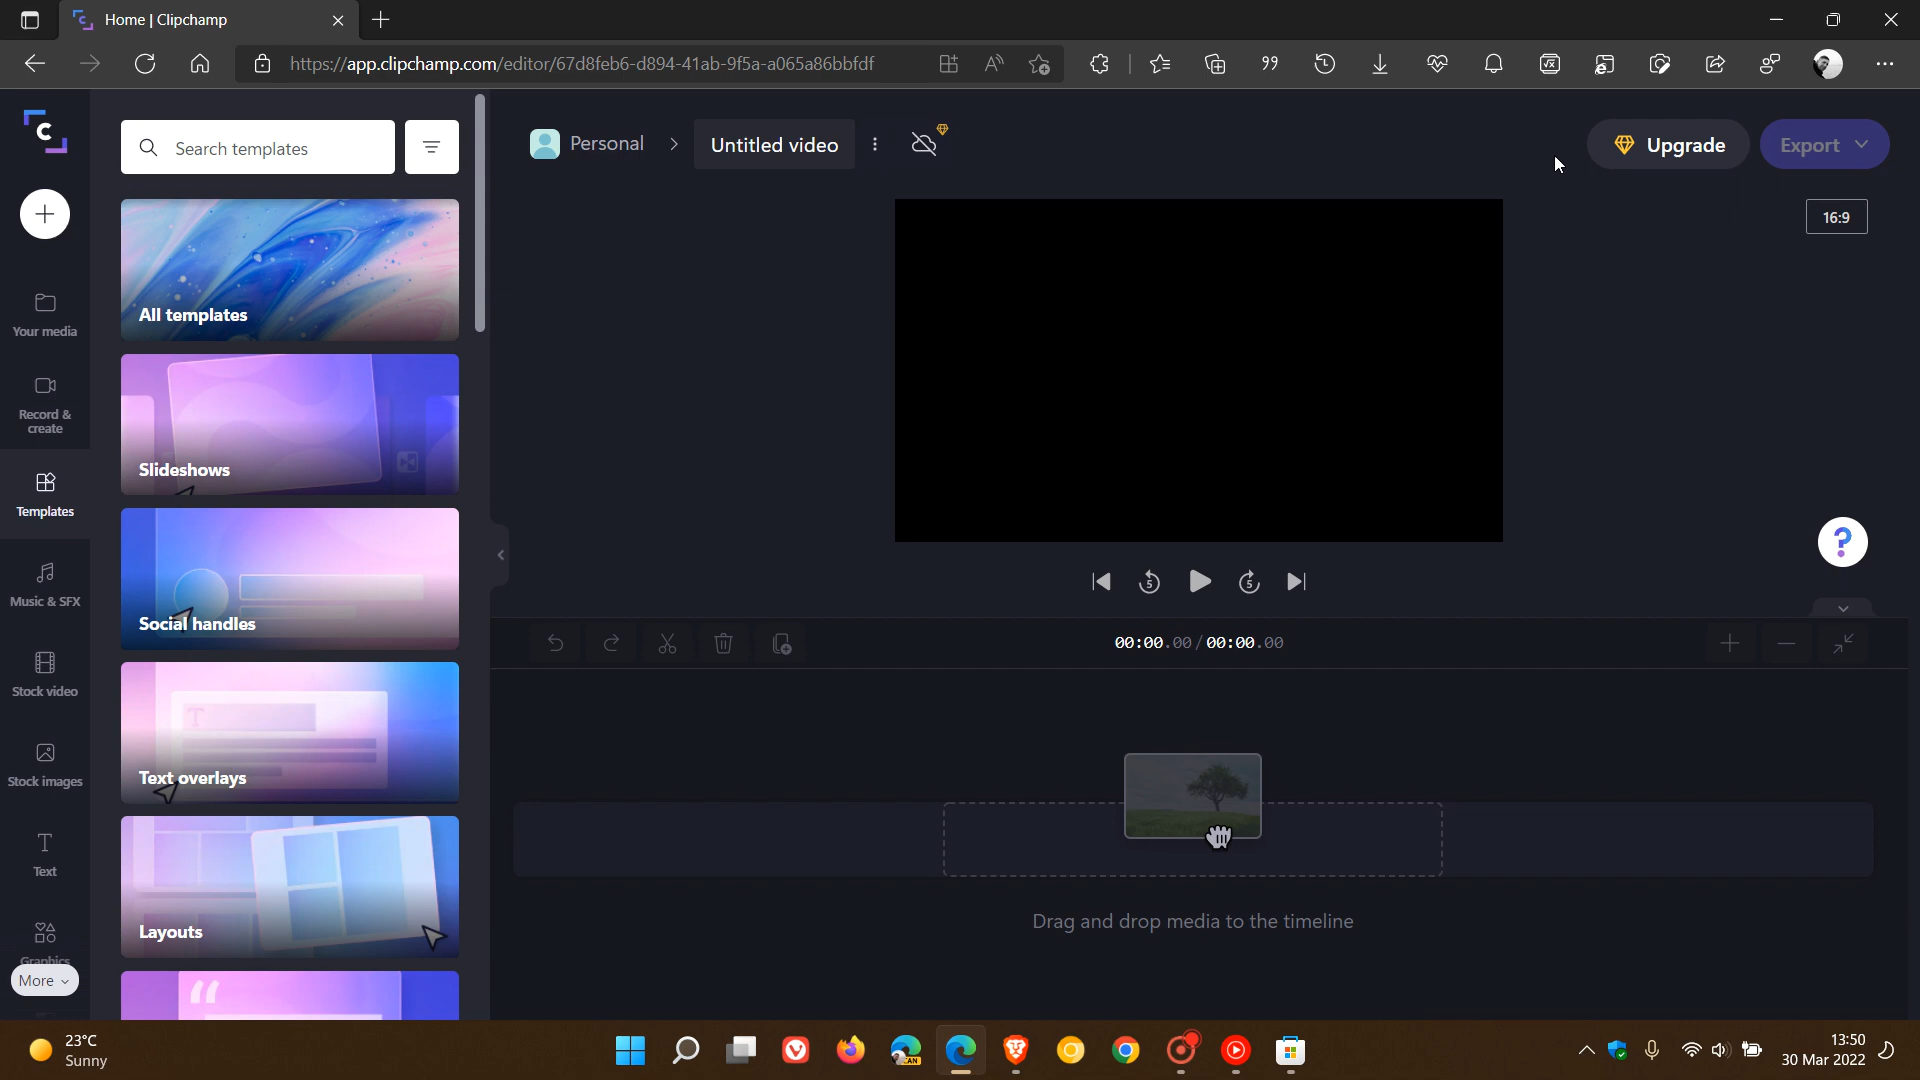 Home | Clipchamp
https://app.clipchamp.com/editor/67d8feb6-d894-41ab-9f5a-a065a86bbfdf
Search templates
Personal
Untitled video
Upgrade
Export
16:9
Your media
Record &
create
Templates
Music & SFX
Stock video
Stock images
Text
Graphics
More
All templates
Slideshows
Social handles
Text overlays
Layouts
5
5
00:00.00 / 00:00.00
Drag and drop media to the timeline
23°C
Sunny
CAN
13:50
30 Mar 2022